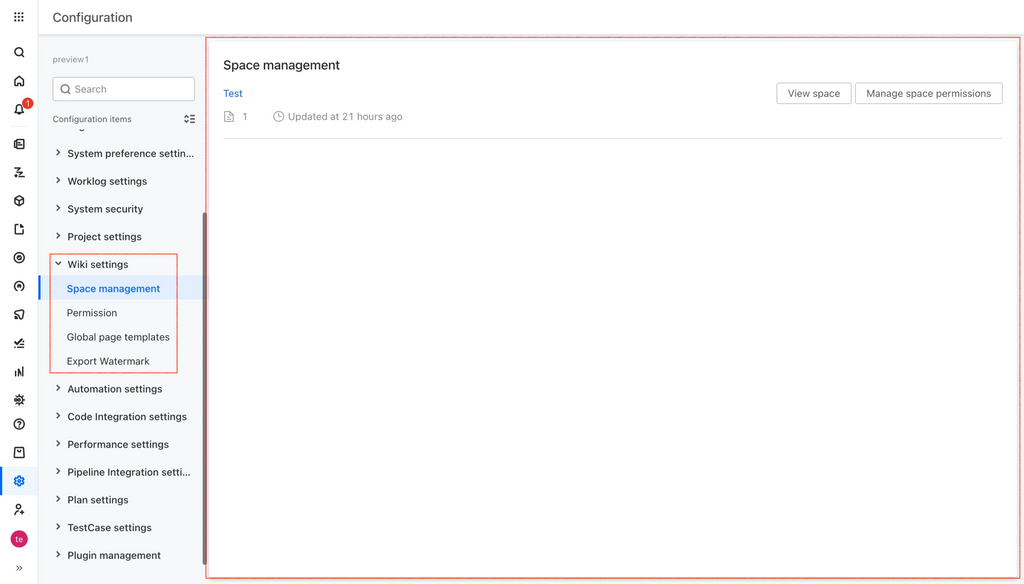 Configuration
1
preview1
Search
Configuration items
System preference settin...
Worklog settings
System security
Project settings
Wiki settings
Space management
Permission
Global page templates
Export Watermark
Automation settings
Code Integration settings
Performance settings
Pipeline Integration setti...
Plan settings
TestCase settings
Plugin management
te
Space management
Test
View space
Manage space permissions
1
Updated at 21 hours ago